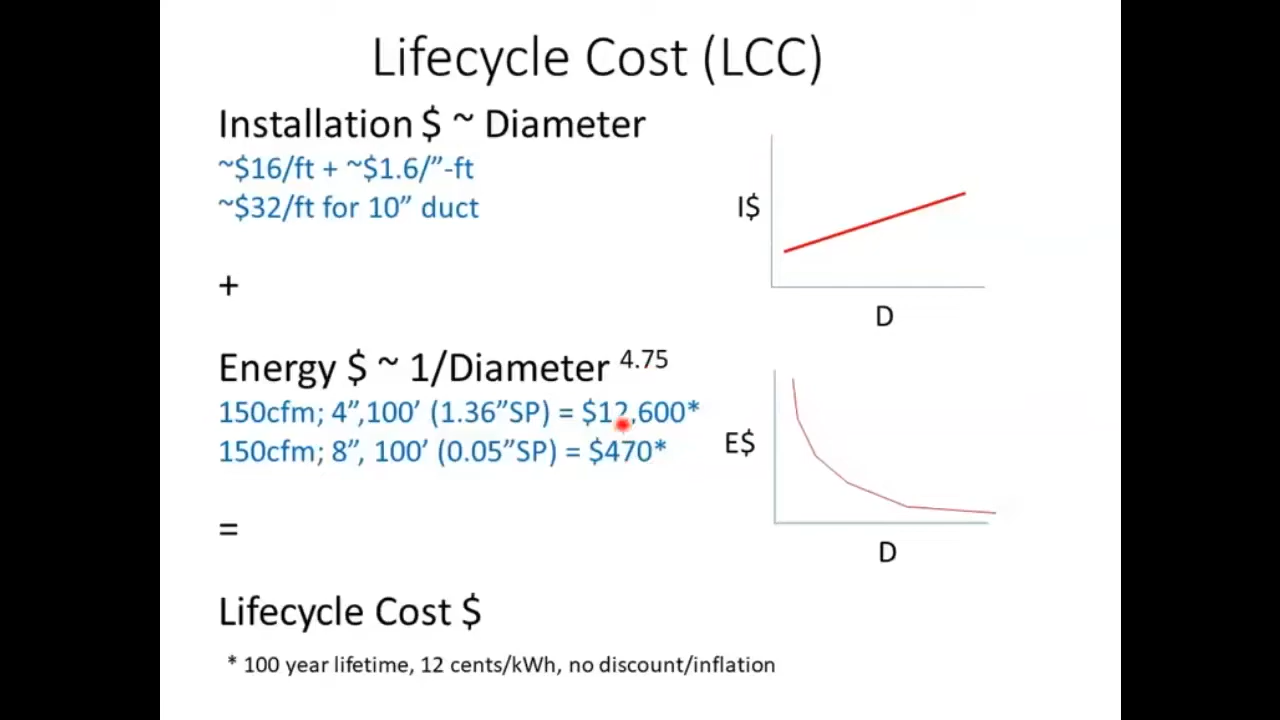 Lifecycle Cost (LCC)
Installation $ ~ Diameter
~$16/ft + ~$1.6/”-ft
~$32/ft for 10” duct
I$
D
+
Energy $ ~ 1/Diameter 4.75
150cfm; 4”,100’ (1.36”SP) = $12,600*
150cfm; 8”, 100’ (0.05”SP) = $470*
E$
D
=
Lifecycle Cost $
* 100 year lifetime, 12 cents/kWh, no discount/inflation